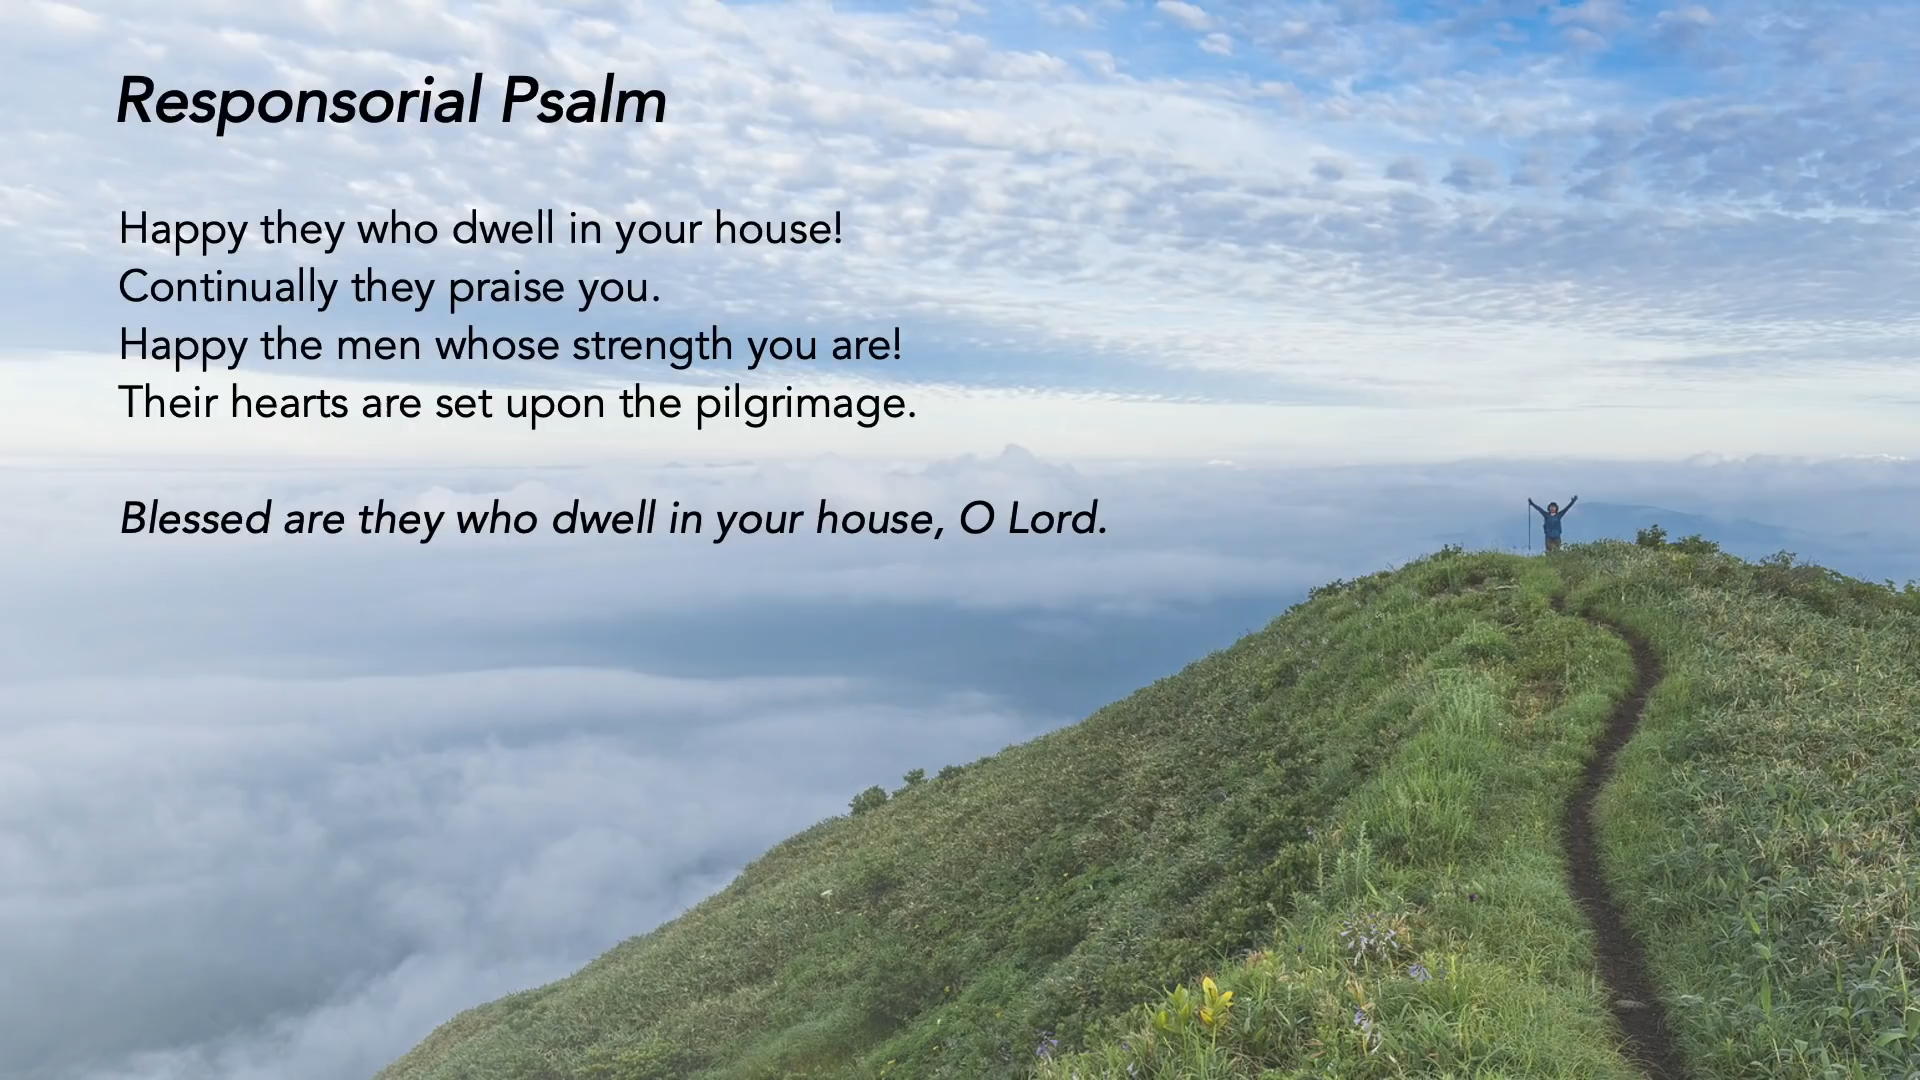 Responsorial Psalm
Happy they who dwell in your house!
Continually they praise you.
Happy the men whose strength you are!
Their hearts are set upon the pilgrimage.
Blessed are they who dwell in your house, O Lord.